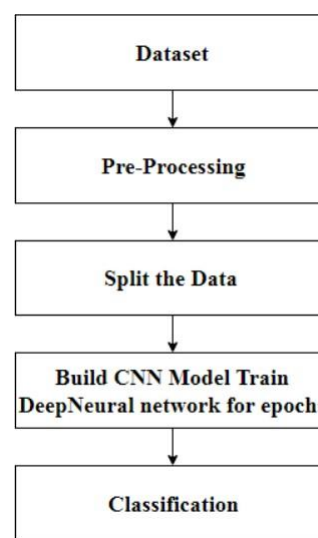 Dataset
Pre-Processing
Split the Data
Build CNN Model Train
DeepNeural network for epoch
Classification